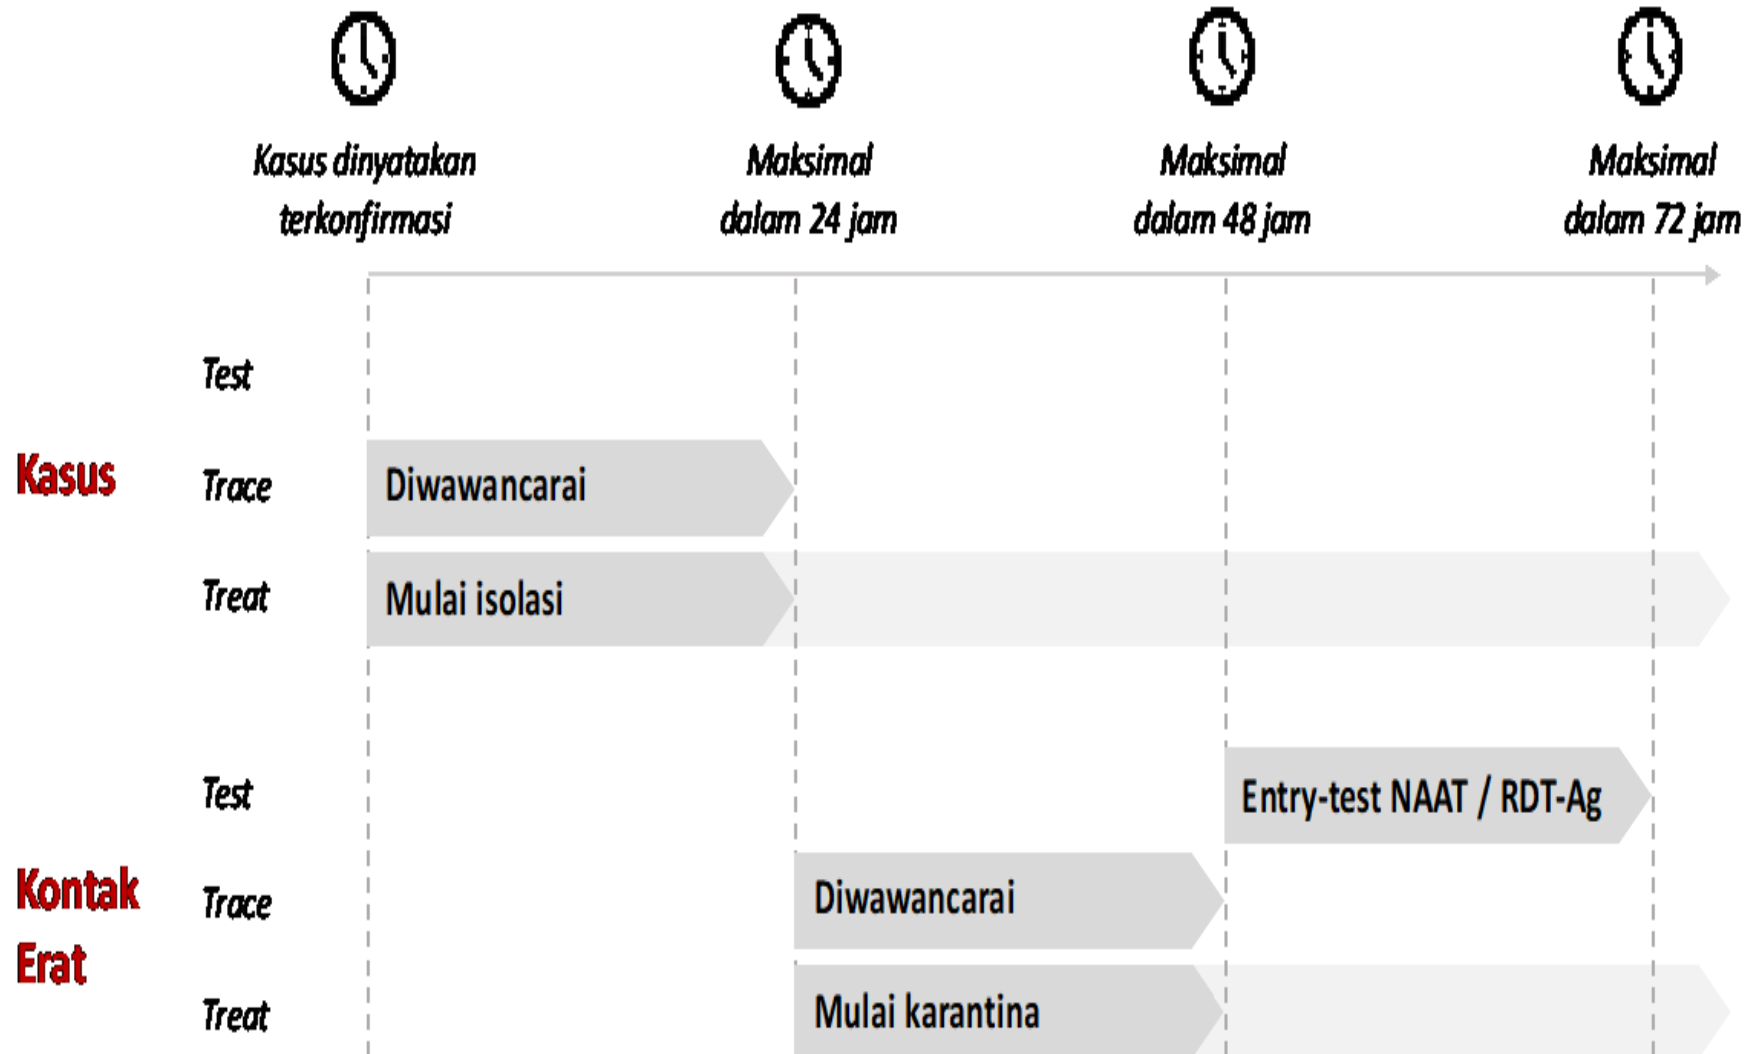 Kasus dinyatakan
terkonfirmasi
Maksimal
dalam 24 jam
Maksimal
dalam 48 jam
Maksimal
dalam 72 jam
Kasus
Test
Trace
Diwawancarai
Treat
Mulai isolasi
Kontak
Erat
Test
Entry-test NAAT / RDT-Ag
Trace
Diwawancarai
Treat
Mulai karantina